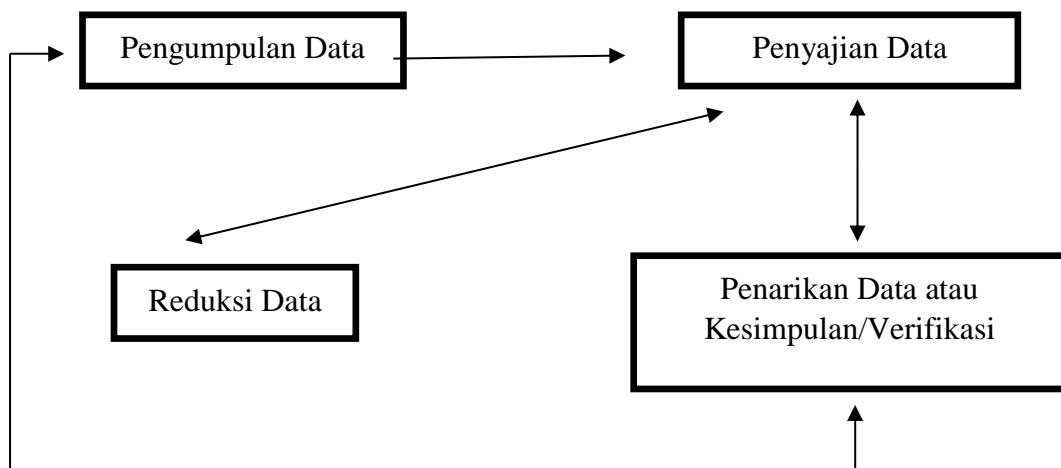 Pengumpulan Data
Penyajian Data
Reduksi Data
Penarikan Data atau
Kesimpulan/Verifikasi